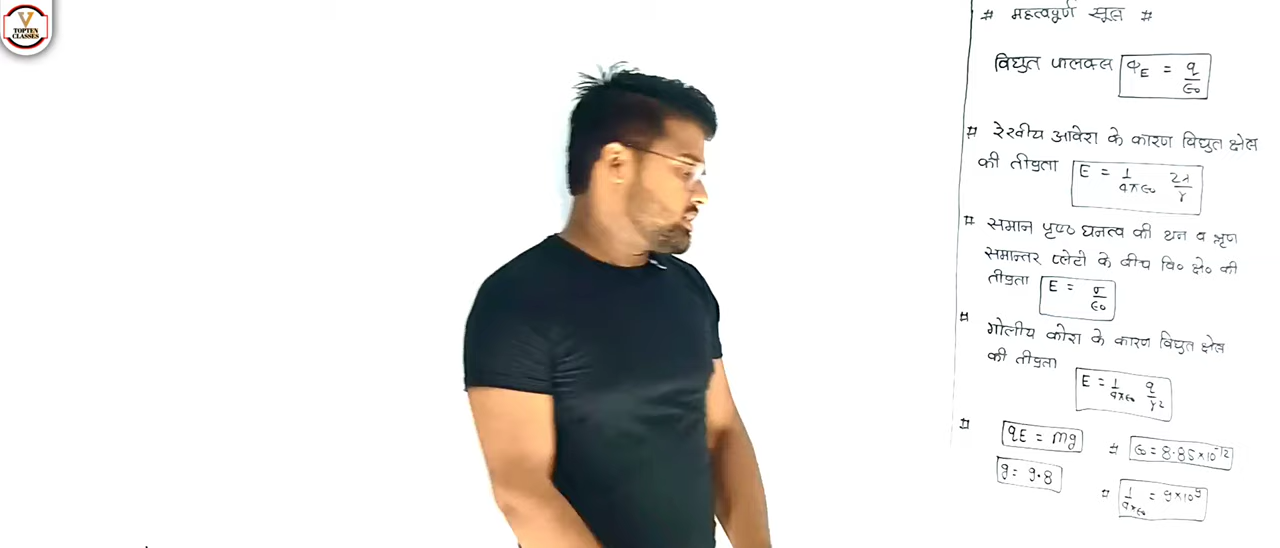 TOPTEN
CLASSES
# महत्वपूर्ण सूत्र #
विद्युत फ्लक्स Φ_E = q/ε₀
# रेखीय आवेश के कारण विद्युत क्षेत्र
की तीव्रता E = 1/4πε₀ 2λ/r
# समान पृष्ठ घनत्व की धन व ऋण
समान्तर प्लेटो के बीच वि० क्षे० की
तीव्रता E = σ/ε₀
# गोलीय कोश के कारण विद्युत क्षेत्र
की तीव्रता
E = 1/4πε₀ q/r²
# qE = mg
# ε₀ = 8.85×10⁻¹²
g = 9.8
# 1/4πε₀ = 9×10⁹